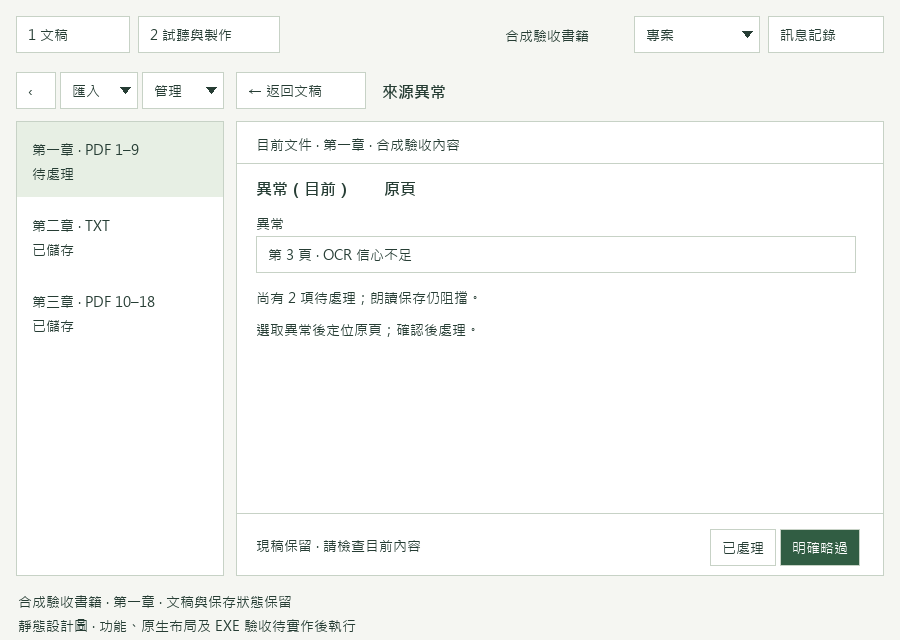 1 文稿
2 試聽與製作
合成驗收書籍
專案
訊息記錄
‹
匯入
管理
← 返回文稿
來源異常
第一章 · PDF 1–9
待處理
第二章 · TXT
已儲存
第三章 · PDF 10–18
已儲存
目前文件 · 第一章 · 合成驗收內容
異常 ( 目前 )
原頁
異常
第 3 頁 · OCR 信心不足
尚有 2 項待處理；朗讀保存仍阻擋。
選取異常後定位原頁；確認後處理。
現稿保留 · 請檢查目前內容
已處理
明確略過
合成驗收書籍 · 第一章 · 文稿與保存狀態保留
靜態設計圖 · 功能、原生布局及 EXE 驗收待實作後執行